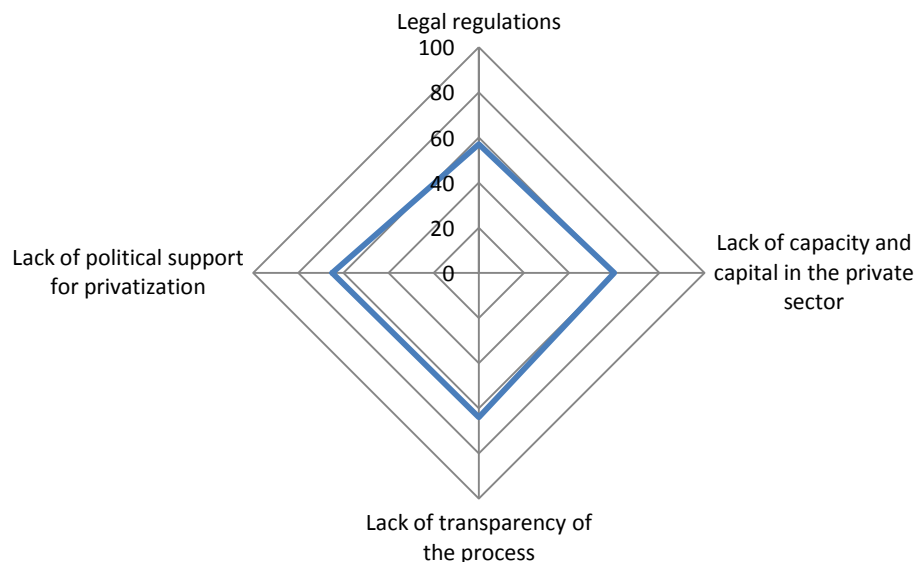 Legal regulations
100
80
60
40
20
0
Lack of political support
for privatization
Lack of capacity and
capital in the private
sector
Lack of transparency of
the process